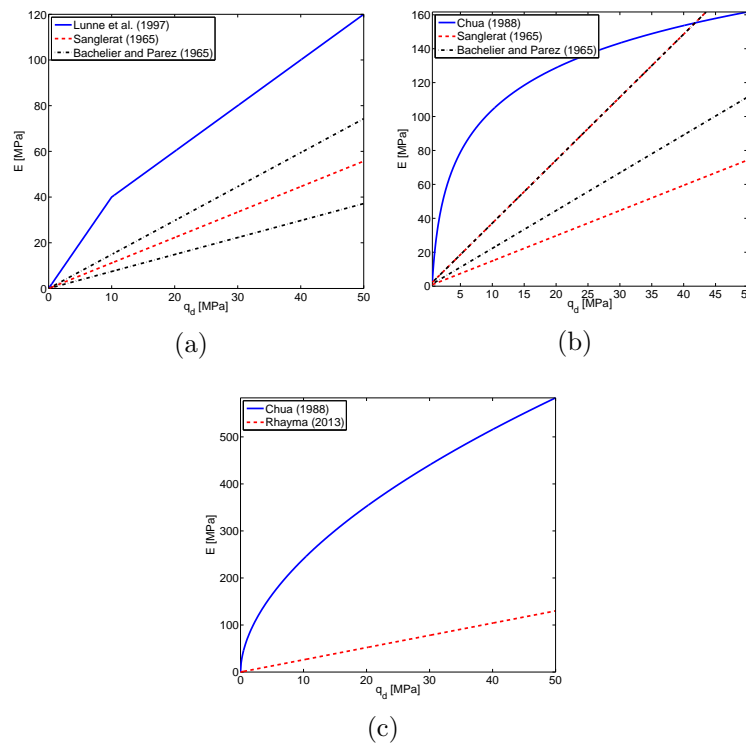 Lunne et al. (1997)
Sanglerat (1965)
Bachelier and Parez (1965)
120
100
80
60
40
20
0
E [MPa]
0 10 20 30 40 50
q_d [MPa]
(a)
Chua (1988)
Sanglerat (1965)
Bachelier and Parez (1965)
160
140
120
100
80
60
40
20
0
E [MPa]
5 10 15 20 25 30 35 40 45 50
q_d [MPa]
(b)
Chua (1988)
Rhayma (2013)
500
400
300
200
100
0
E [MPa]
0 10 20 30 40 50
q_d [MPa]
(c)